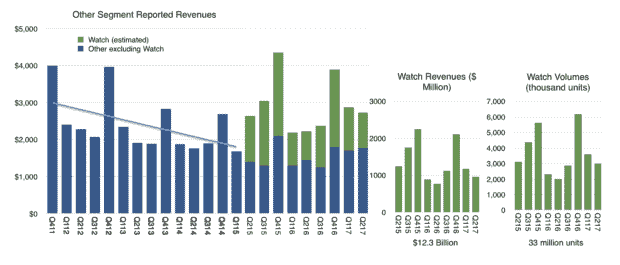 Other Segment Reported Revenues
$5,000
$4,000
$3,000
$2,000
$1,000
$0
Watch (estimated)
Other excluding Watch
Q411
Q112
Q212
Q312
Q412
Q113
Q213
Q313
Q413
Q114
Q214
Q314
Q414
Q115
Q215
Q315
Q415
Q116
Q216
Q316
Q416
Q117
Q217
Watch Revenues ($
Million)
3000
2000
1000
0
Q215
Q315
Q415
Q116
Q216
Q316
Q416
Q117
Q217
$12.3 Billion
Watch Volumes
(thousand units)
7,000
6,000
5,000
4,000
3,000
2,000
1,000
0
Q215
Q315
Q415
Q116
Q216
Q316
Q416
Q117
Q217
33 million units